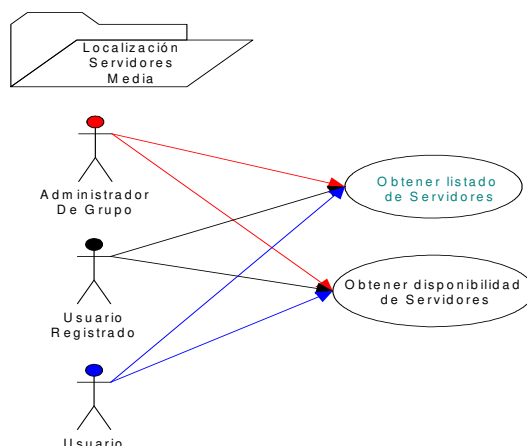 Localización
Servidores
Media
Obtener listado
de Servidores
Administrador
De Grupo
Obtener disponibilidad
de Servidores
Usuario
Registrado
Usuario